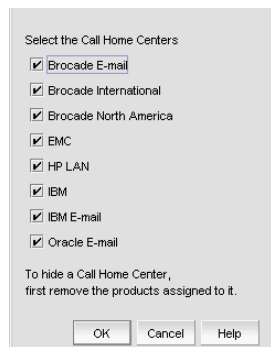 Select the Call Home Centers
Brocade E-mail
Brocade International
Brocade North America
EMC
HP LAN
IBM
IBM E-mail
Oracle E-mail
To hide a Call Home Center,
first remove the products assigned to it.
OK Cancel Help